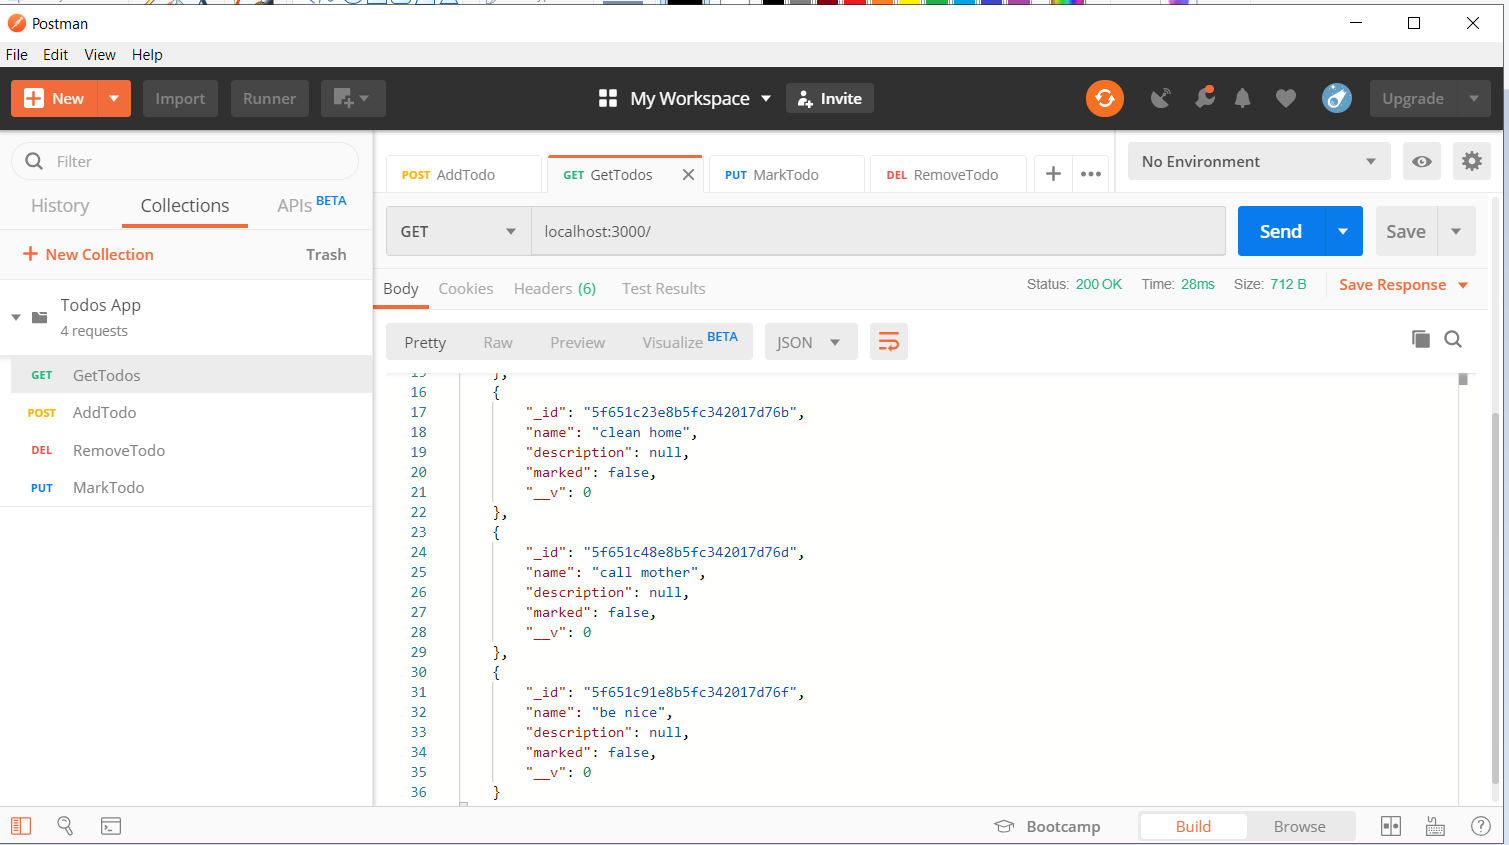 Postman
File Edit View Help
New Import Runner My Workspace Invite Upgrade
Filter
History Collections APIs BETA
New Collection Trash
Todos App
4 requests
GET GetTodos
POST AddTodo
DEL RemoveTodo
PUT MarkTodo
POST AddTodo GET GetTodos PUT MarkTodo DEL RemoveTodo
No Environment
GET localhost:3000/ Send Save
Body Cookies Headers (6) Test Results Status: 200 OK Time: 28ms Size: 712 B Save Response
Pretty Raw Preview Visualize BETA JSON
15 },
16 {
17 "_id": "5f651c23e8b5fc342017d76b",
18 "name": "clean home",
19 "description": null,
20 "marked": false,
21 "__v": 0
22 },
23 {
24 "_id": "5f651c48e8b5fc342017d76d",
25 "name": "call mother",
26 "description": null,
27 "marked": false,
28 "__v": 0
29 },
30 {
31 "_id": "5f651c91e8b5fc342017d76f",
32 "name": "be nice",
33 "description": null,
34 "marked": false,
35 "__v": 0
36 }
Bootcamp Build Browse